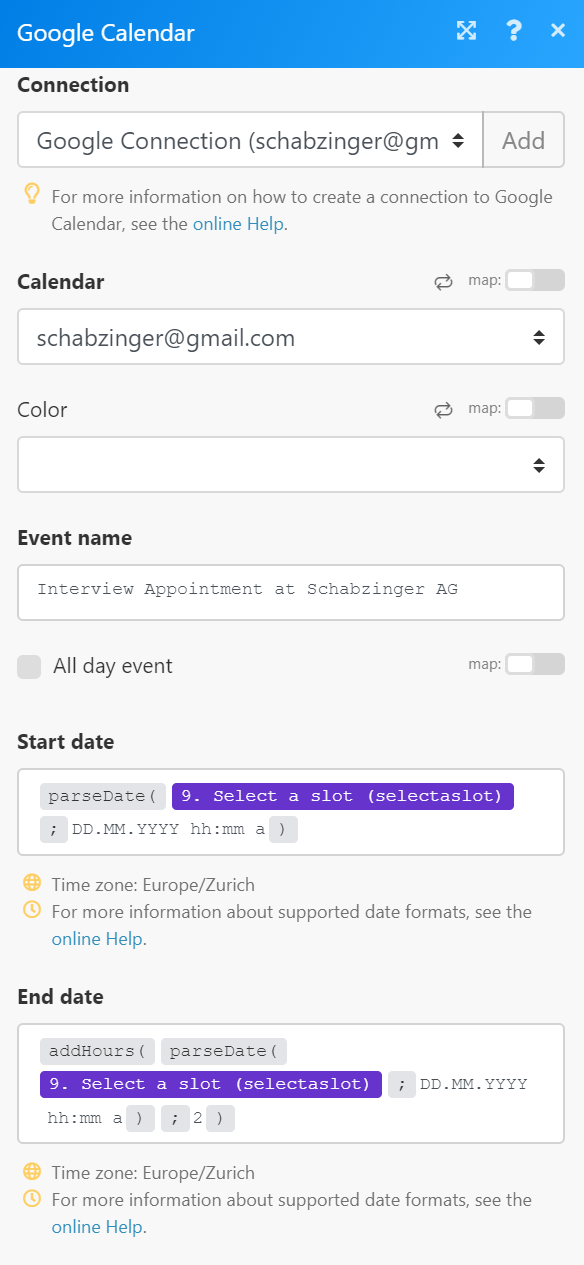 Google Calendar ?
Connection
Google Connection (schabzinger@gm
Add
For more information on how to create a connection to Google
Calendar, see the online Help.
Calendar map:
schabzinger@gmail.com
Color map:
Event name
Interview Appointment at Schabzinger AG
All day event map:
Start date
parseDate( 9. Select a slot (selectaslot)
; DD.MM.YYYY hh:mm a )
Time zone: Europe/Zurich
For more information about supported date formats, see the
online Help.
End date
addHours( parseDate(
9. Select a slot (selectaslot) ; DD.MM.YYYY
hh:mm a ) ; 2 )
Time zone: Europe/Zurich
For more information about supported date formats, see the
online Help.